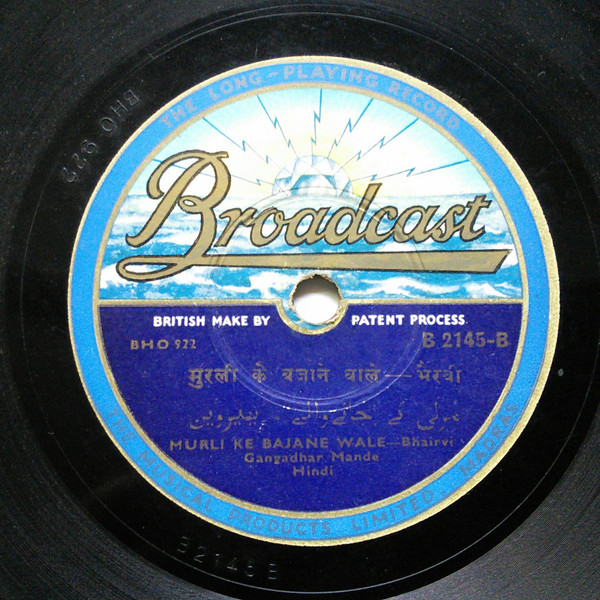 THE LONG-PLAYING RECORD
BHO 922
Broadcast
BRITISH MAKE BY PATENT PROCESS.
BHO 922 B 2145-B
मुरली के बजाने वाले—भैरवी
MURLI KE BAJANE WALE—Bhairvi
Gangadhar Mande
Hindi
THE MUSICAL PRODUCTS LIMITED, MADRAS
B2145 B